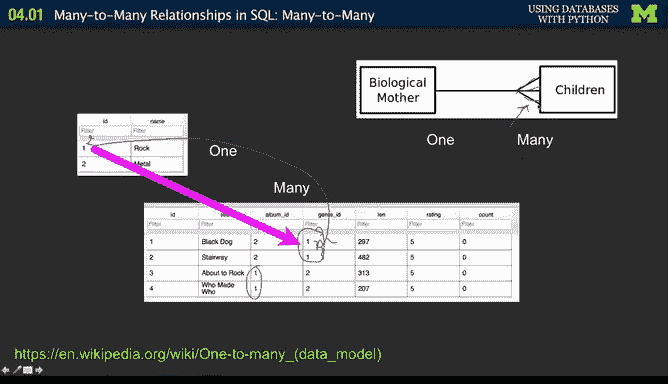 04.01 Many-to-Many Relationships in SQL: Many-to-Many
USING DATABASES
WITH PYTHON
M
Biological
Mother
Children
One
Many
id name
Filter Filter
1 Rock
2 Metal
One
Many
id album_id genre_id len rating count
Filter Filter Filter Filter Filter Filter
1 Black Dog 2 1 297 5 0
2 Stairway 2 1 482 5 0
3 About to Rock 1 2 313 5 0
4 Who Made
Who 1 2 207 5 0
https://en.wikipedia.org/wiki/One-to-many_(data_model)